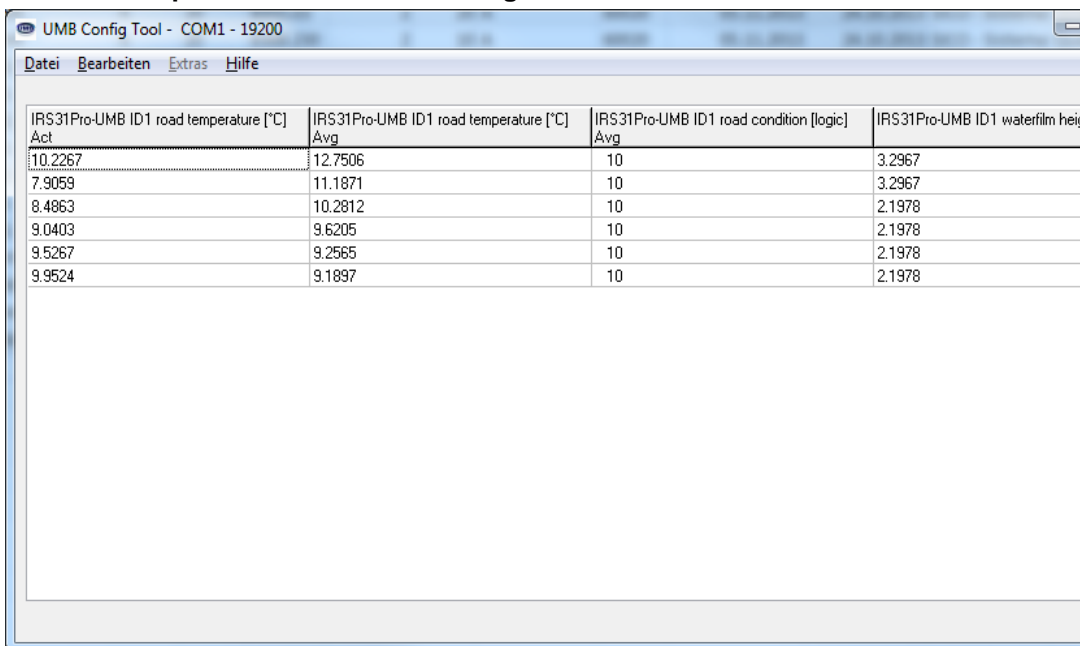 UMB Config Tool - COM1 - 19200
Datei Bearbeiten Extras Hilfe
IRS31Pro-UMB ID1 road temperature [°C] IRS31Pro-UMB ID1 road temperature [°C] IRS31Pro-UMB ID1 road condition [logic] IRS31Pro-UMB ID1 waterfilm heig
Act Avg Avg
10.2267 12.7506 10 3.2967
7.9059 11.1871 10 3.2967
8.4863 10.2812 10 2.1978
9.0403 9.6205 10 2.1978
9.5267 9.2565 10 2.1978
9.9524 9.1897 10 2.1978